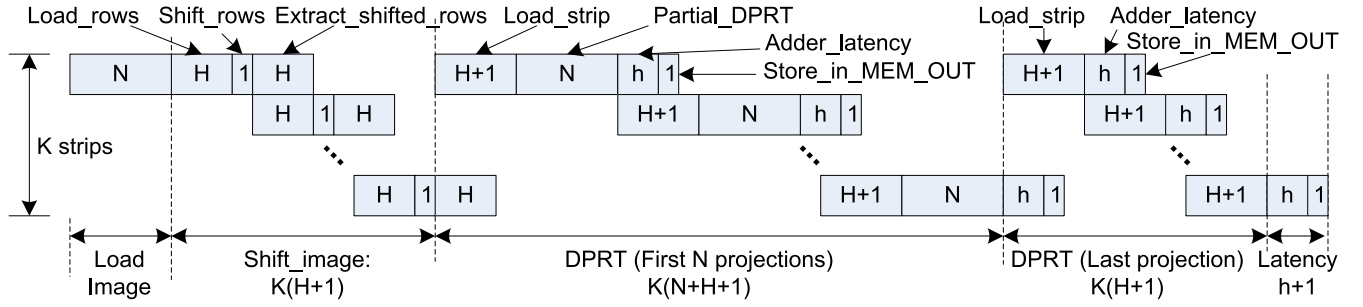 Load_rows Shift_rows Extract_shifted_rows Load_strip Partial_DPRT Load_strip Adder_latency
Adder_latency Store_in_MEM_OUT
Store_in_MEM_OUT
N H 1 H H+1 N h 1 H+1 h 1
H 1 H H+1 N h 1 H+1 h 1
K strips
H 1 H H+1 N h 1 H+1 h 1
Load Shift_image: DPRT (First N projections) DPRT (Last projection) Latency
Image K(H+1) K(N+H+1) K(H+1) h+1